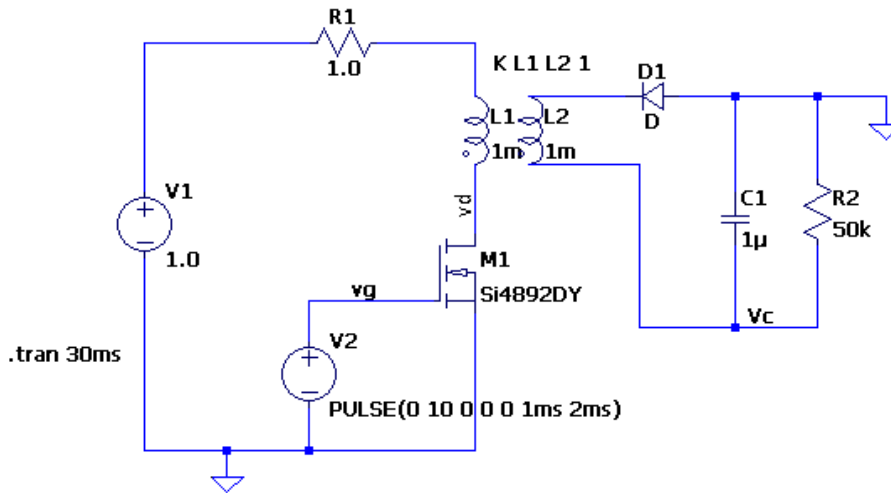 R1
1.0
K L1 L2 1
D1
D
L1
1m
L2
1m
V1
1.0
vd
C1
1µ
R2
50k
M1
Si4892DY
vg
Vc
V2
.tran 30ms
PULSE(0 10 0 0 0 1ms 2ms)